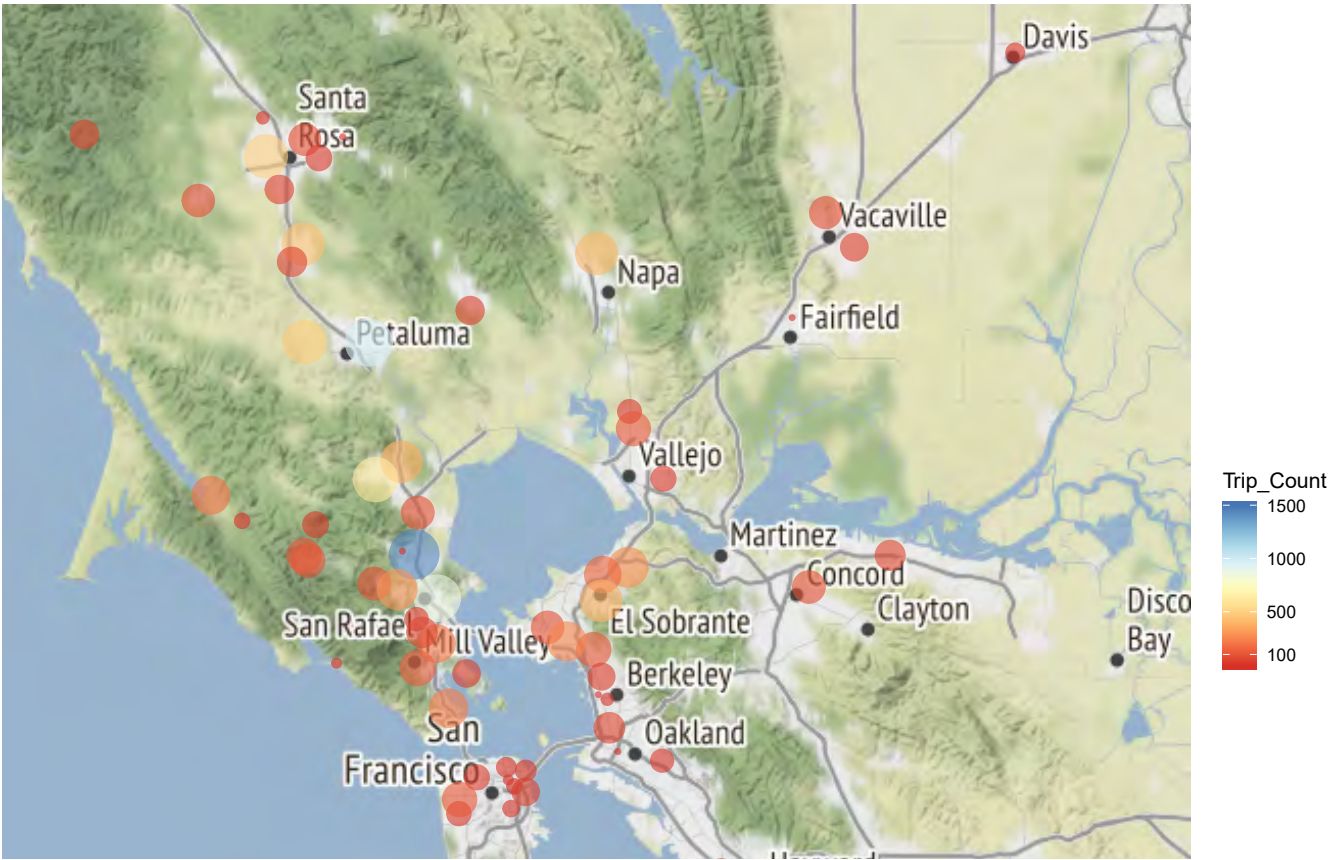 Davis
Santa
Rosa
Vacaville
Napa
Fairfield
Petaluma
Vallejo
Trip_Count
1500
1000
500
100
Martinez
Concord
Clayton
Disco
Bay
San Rafael
Mill Valley
El Sobrante
Berkeley
Oakland
San
Francisco